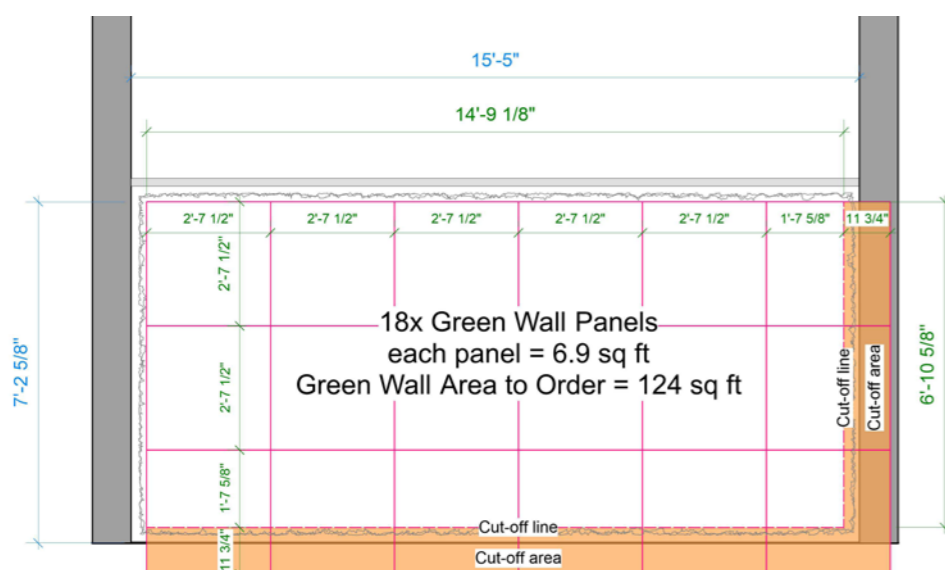 15'-5"
14'-9 1/8"
2'-7 1/2" 2'-7 1/2" 2'-7 1/2" 2'-7 1/2" 2'-7 1/2" 1'-7 5/8" 11 3/4"
2'-7 1/2"
18x Green Wall Panels
each panel = 6.9 sq ft
Green Wall Area to Order = 124 sq ft
7'-2 5/8"
2'-7 1/2"
Cut-off line
Cut-off area
6'-10 5/8"
1'-7 5/8"
Cut-off line
11 3/4"
Cut-off area